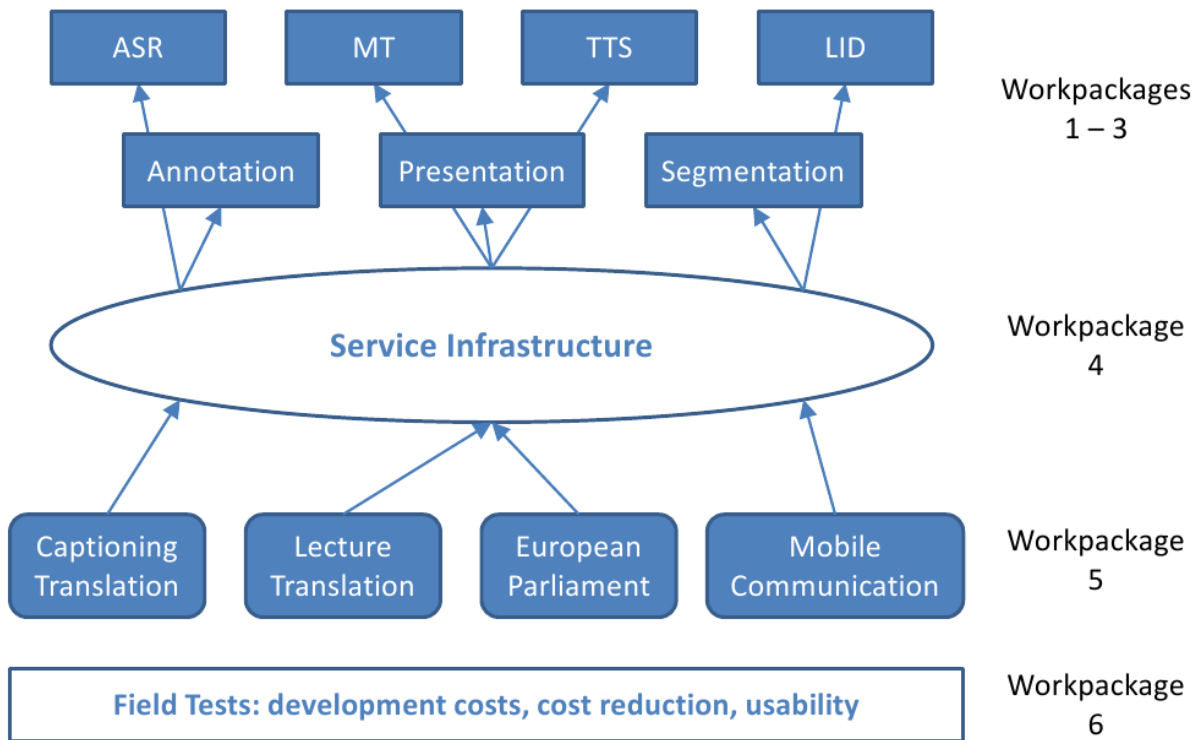 ASR
MT
TTS
LID
Workpackages
1 – 3
Annotation
Presentation
Segmentation
Service Infrastructure
Workpackage
4
Captioning
Translation
Lecture
Translation
European
Parliament
Mobile
Communication
Workpackage
5
Field Tests: development costs, cost reduction, usability
Workpackage
6